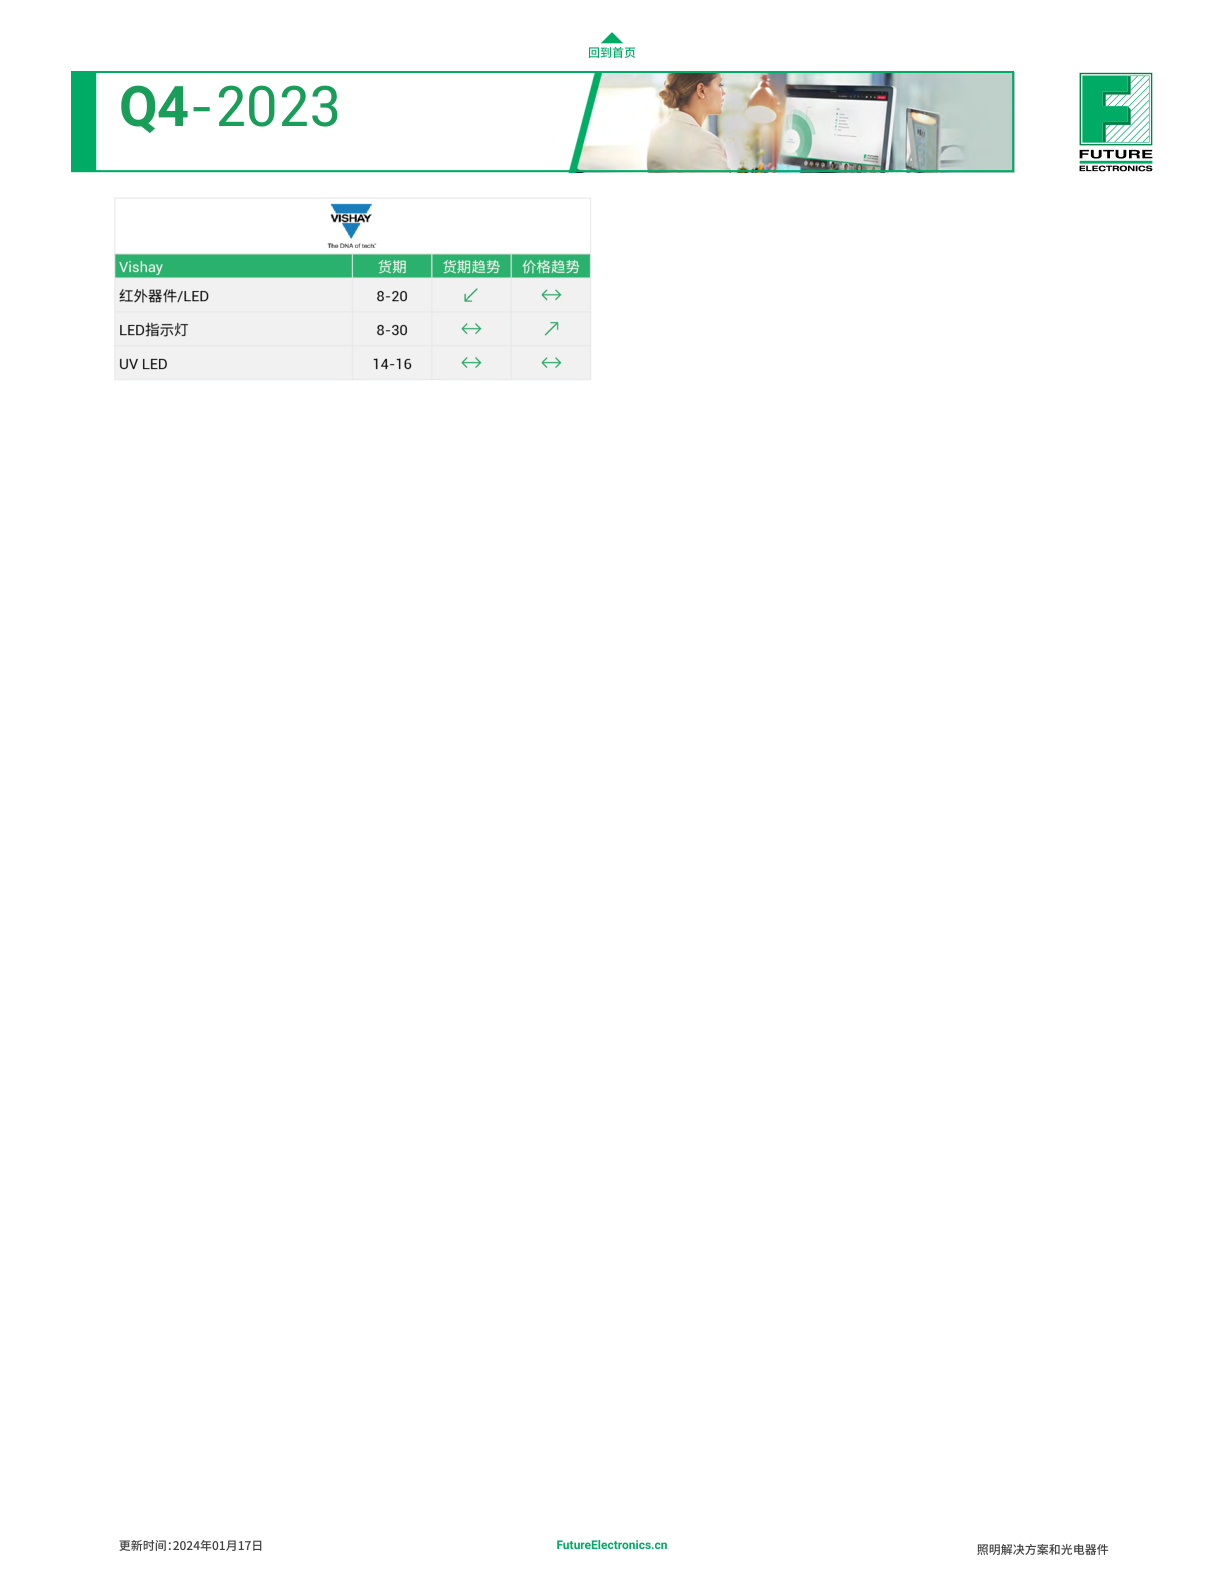 回到首页
Q4-2023
FUTURE
ELECTRONICS
VISHAY
The DNA of tech.
Vishay 货期 货期趋势 价格趋势
红外器件/LED 8-20 ↙ ↔
LED指示灯 8-30 ↔ ↗
UV LED 14-16 ↔ ↔
更新时间：2024年01月17日
FutureElectronics.cn
照明解决方案和光电器件